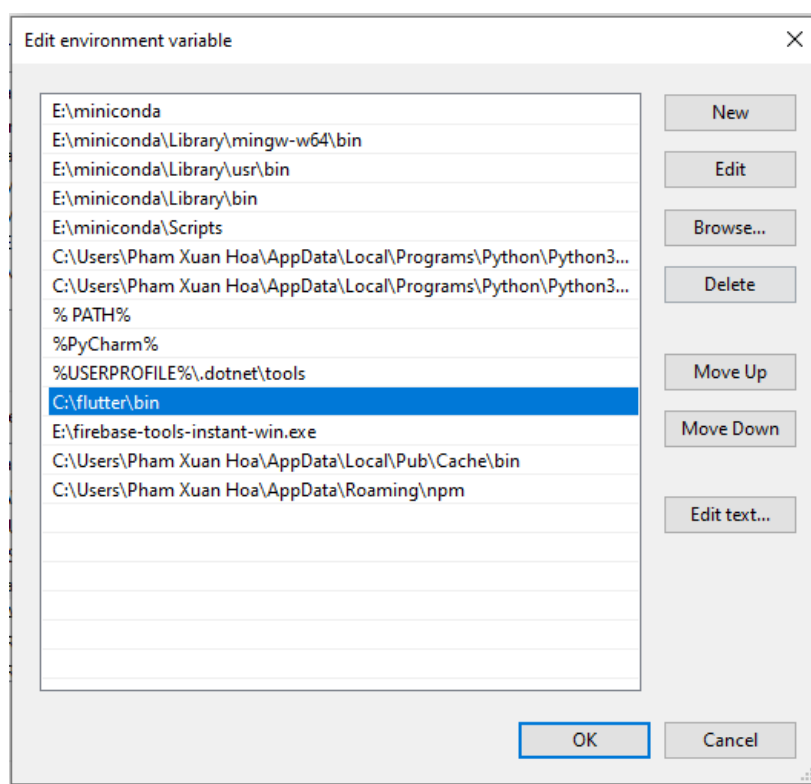 Edit environment variable
E:\miniconda
E:\miniconda\Library\mingw-w64\bin
E:\miniconda\Library\usr\bin
E:\miniconda\Library\bin
E:\miniconda\Scripts
C:\Users\Pham Xuan Hoa\AppData\Local\Programs\Python\Python3...
C:\Users\Pham Xuan Hoa\AppData\Local\Programs\Python\Python3...
% PATH%
%PyCharm%
%USERPROFILE%\.dotnet\tools
C:\flutter\bin
E:\firebase-tools-instant-win.exe
C:\Users\Pham Xuan Hoa\AppData\Local\Pub\Cache\bin
C:\Users\Pham Xuan Hoa\AppData\Roaming\npm
New
Edit
Browse...
Delete
Move Up
Move Down
Edit text...
OK
Cancel